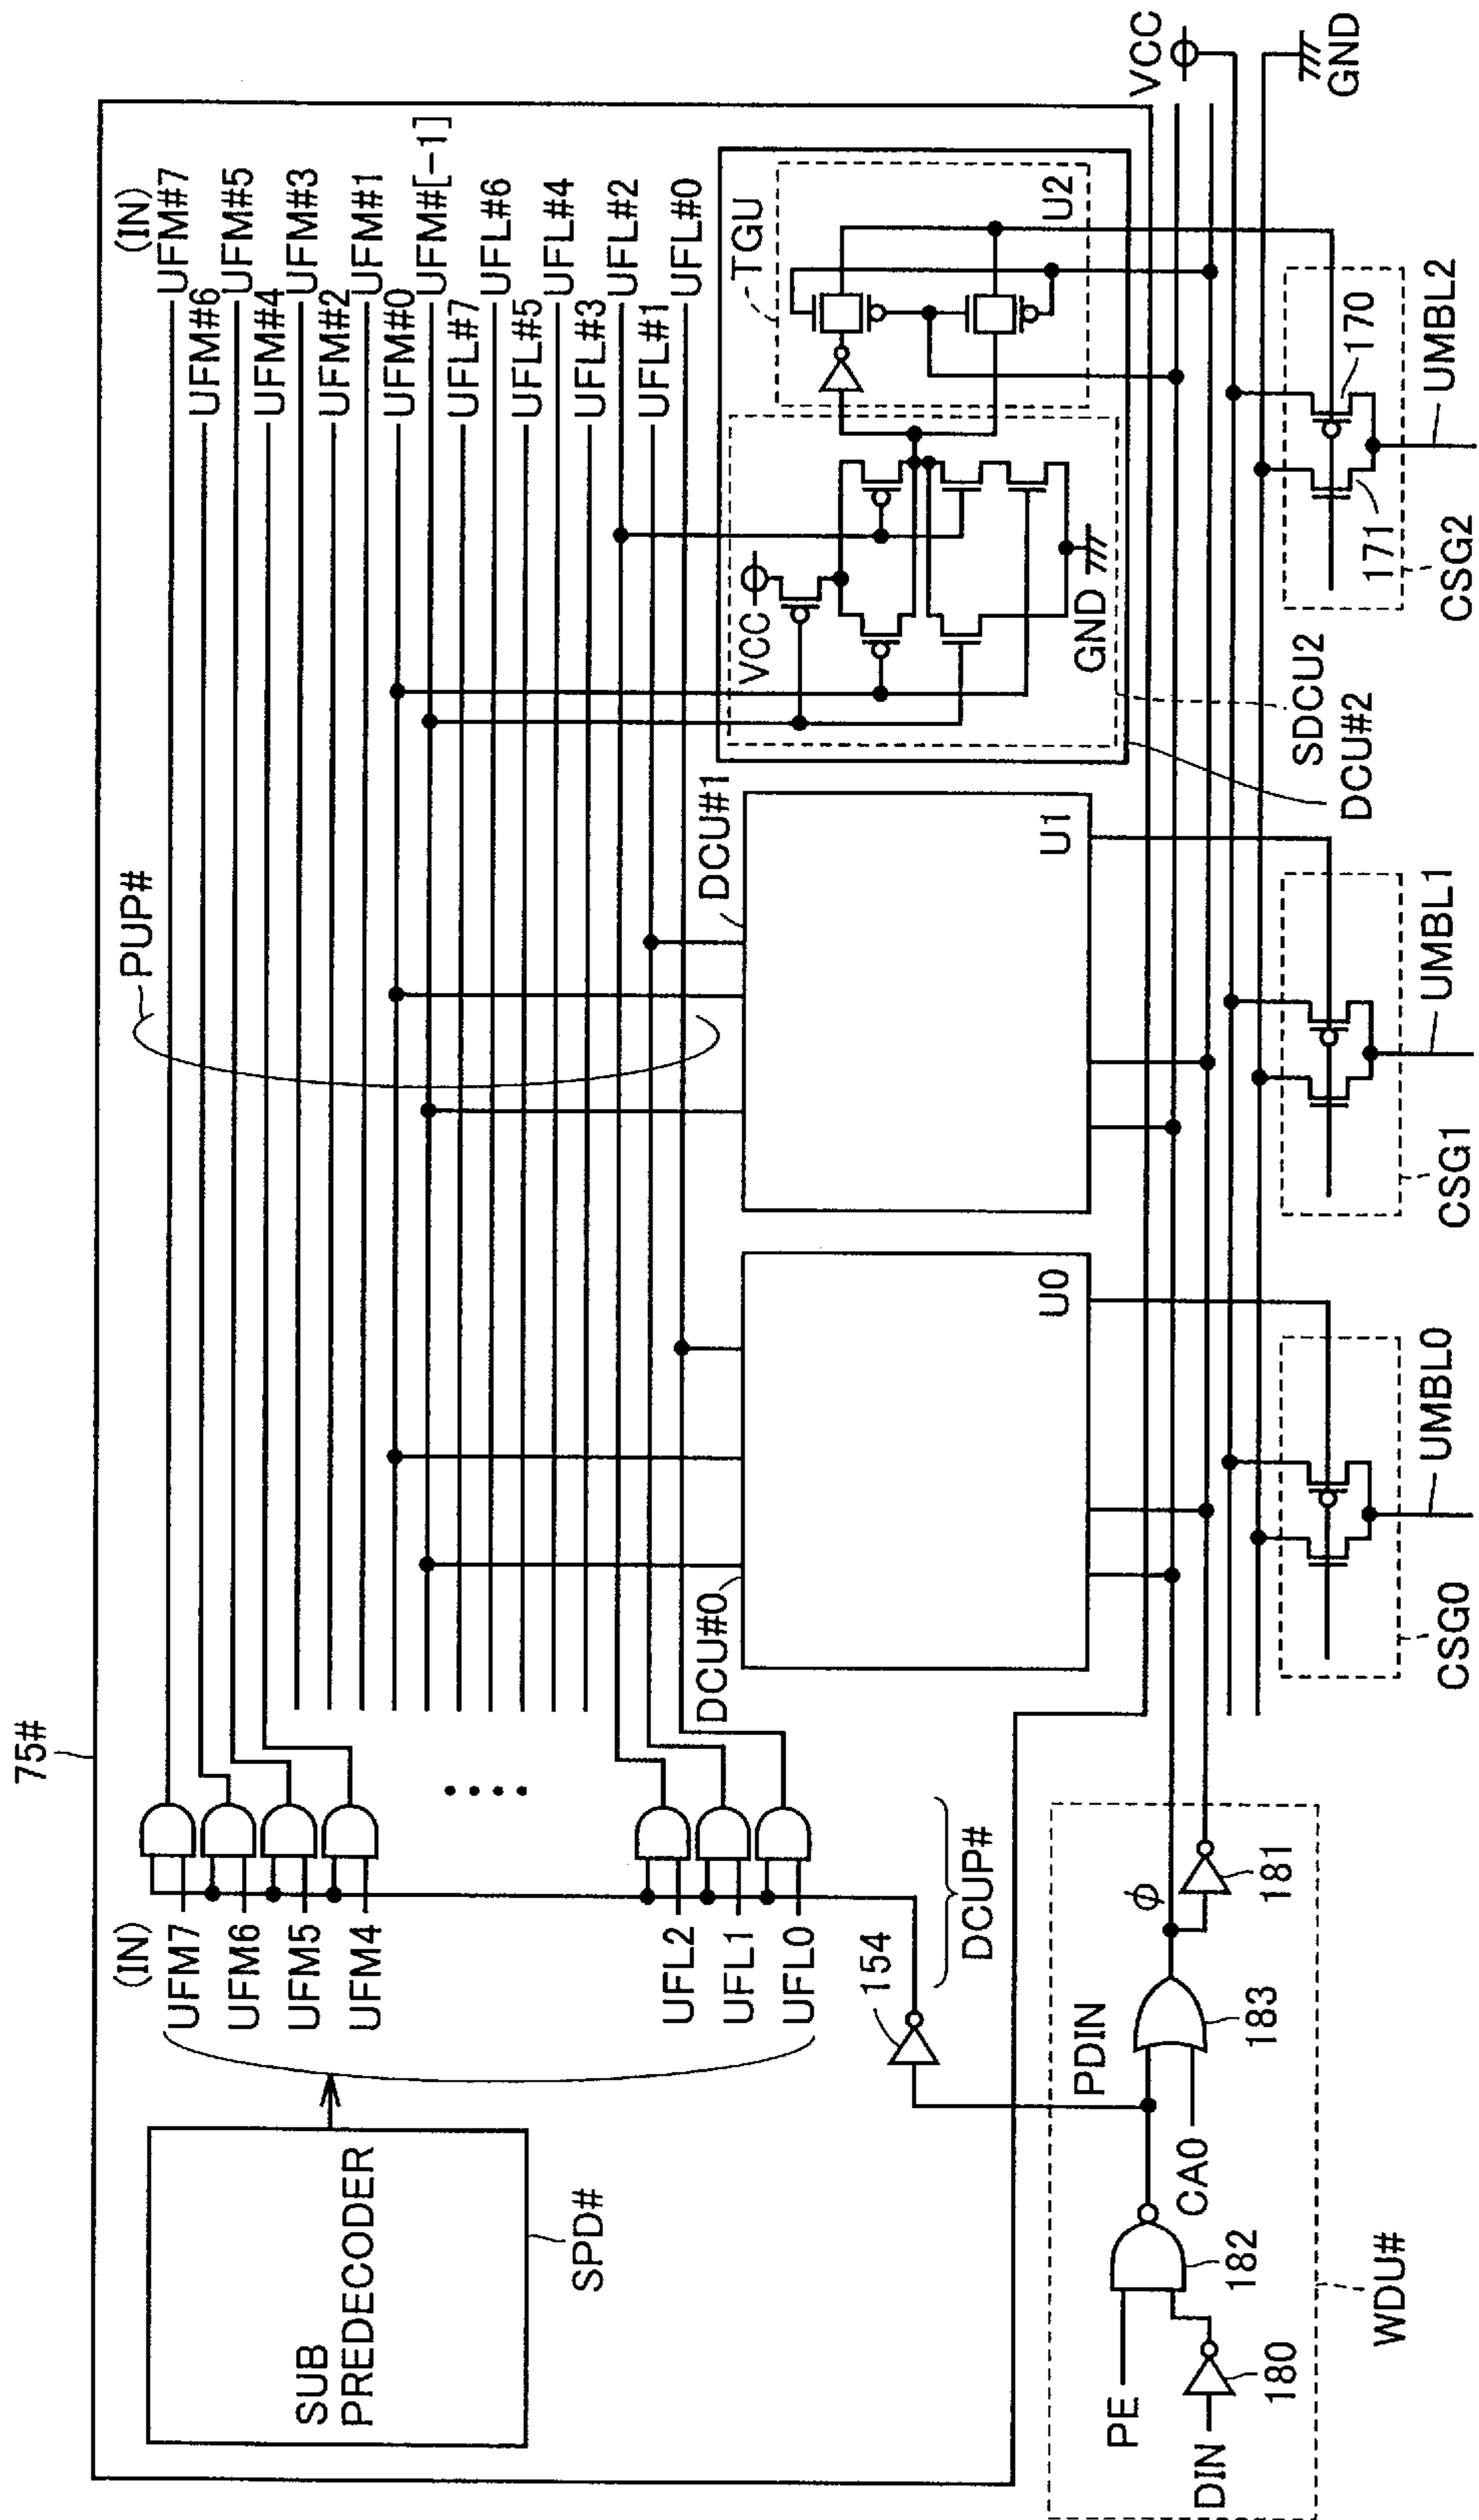 75#
SUB
PREDECODER
SPD#
(IN)
UFM7
UFM6
UFM5
UFM4
UFL2
UFL1
UFL0
154
DCUP#
PUP#
(IN)
UFM#7
UFM#6
UFM#5
UFM#4
UFM#3
UFM#2
UFM#1
UFM#0
UFM#[-1]
UFL#7
UFL#6
UFL#5
UFL#4
UFL#3
UFL#2
UFL#1
UFL#0
DCU#0
U0
DCU#1
U1
TGU
U2
VCC
GND
SDCU2
DCU#2
VCC
GND
PE
DIN
180
182
CA0
PDIN
183
ϕ
181
WDU#
CSG0
UMBL0
CSG1
UMBL1
171
170
CSG2
UMBL2